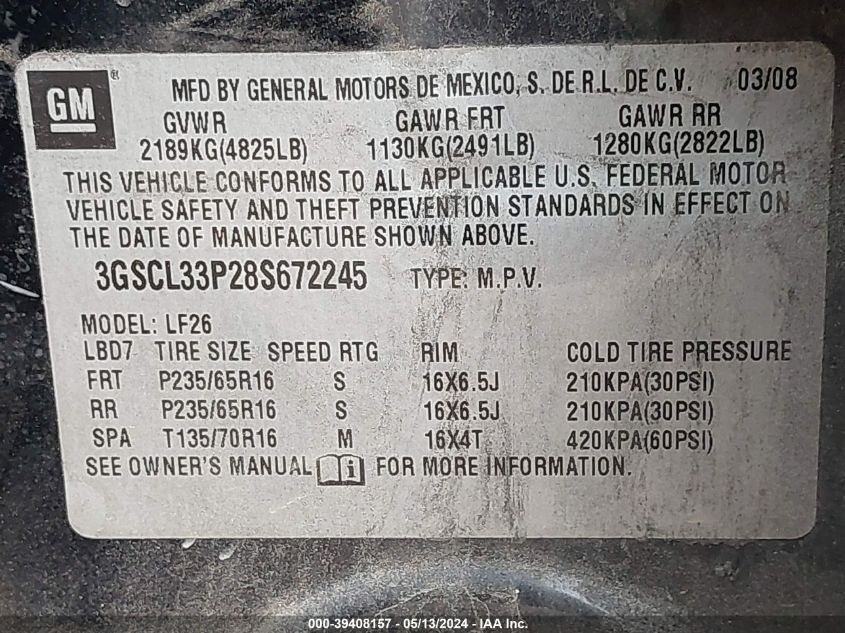 GM ® MFD BY GENERAL MOTORS DE MEXICO, S. DE R.L. DE C.V. 03/08
GVWR GAWR FRT GAWR RR
2189KG(4825LB) 1130KG(2491LB) 1280KG(2822LB)
THIS VEHICLE CONFORMS TO ALL APPLICABLE U.S. FEDERAL MOTOR
VEHICLE SAFETY AND THEFT PREVENTION STANDARDS IN EFFECT ON
THE DATE OF MANUFACTURE SHOWN ABOVE.
3GSCL33P28S672245 TYPE: M.P.V.
MODEL: LF26
LBD7 TIRE SIZE SPEED RTG RIM COLD TIRE PRESSURE
FRT P235/65R16 S 16X6.5J 210KPA(30PSI)
RR P235/65R16 S 16X6.5J 210KPA(30PSI)
SPA T135/70R16 M 16X4T 420KPA(60PSI)
SEE OWNER'S MANUAL i FOR MORE INFORMATION.
000-39408157 - 05/13/2024 - IAA Inc.